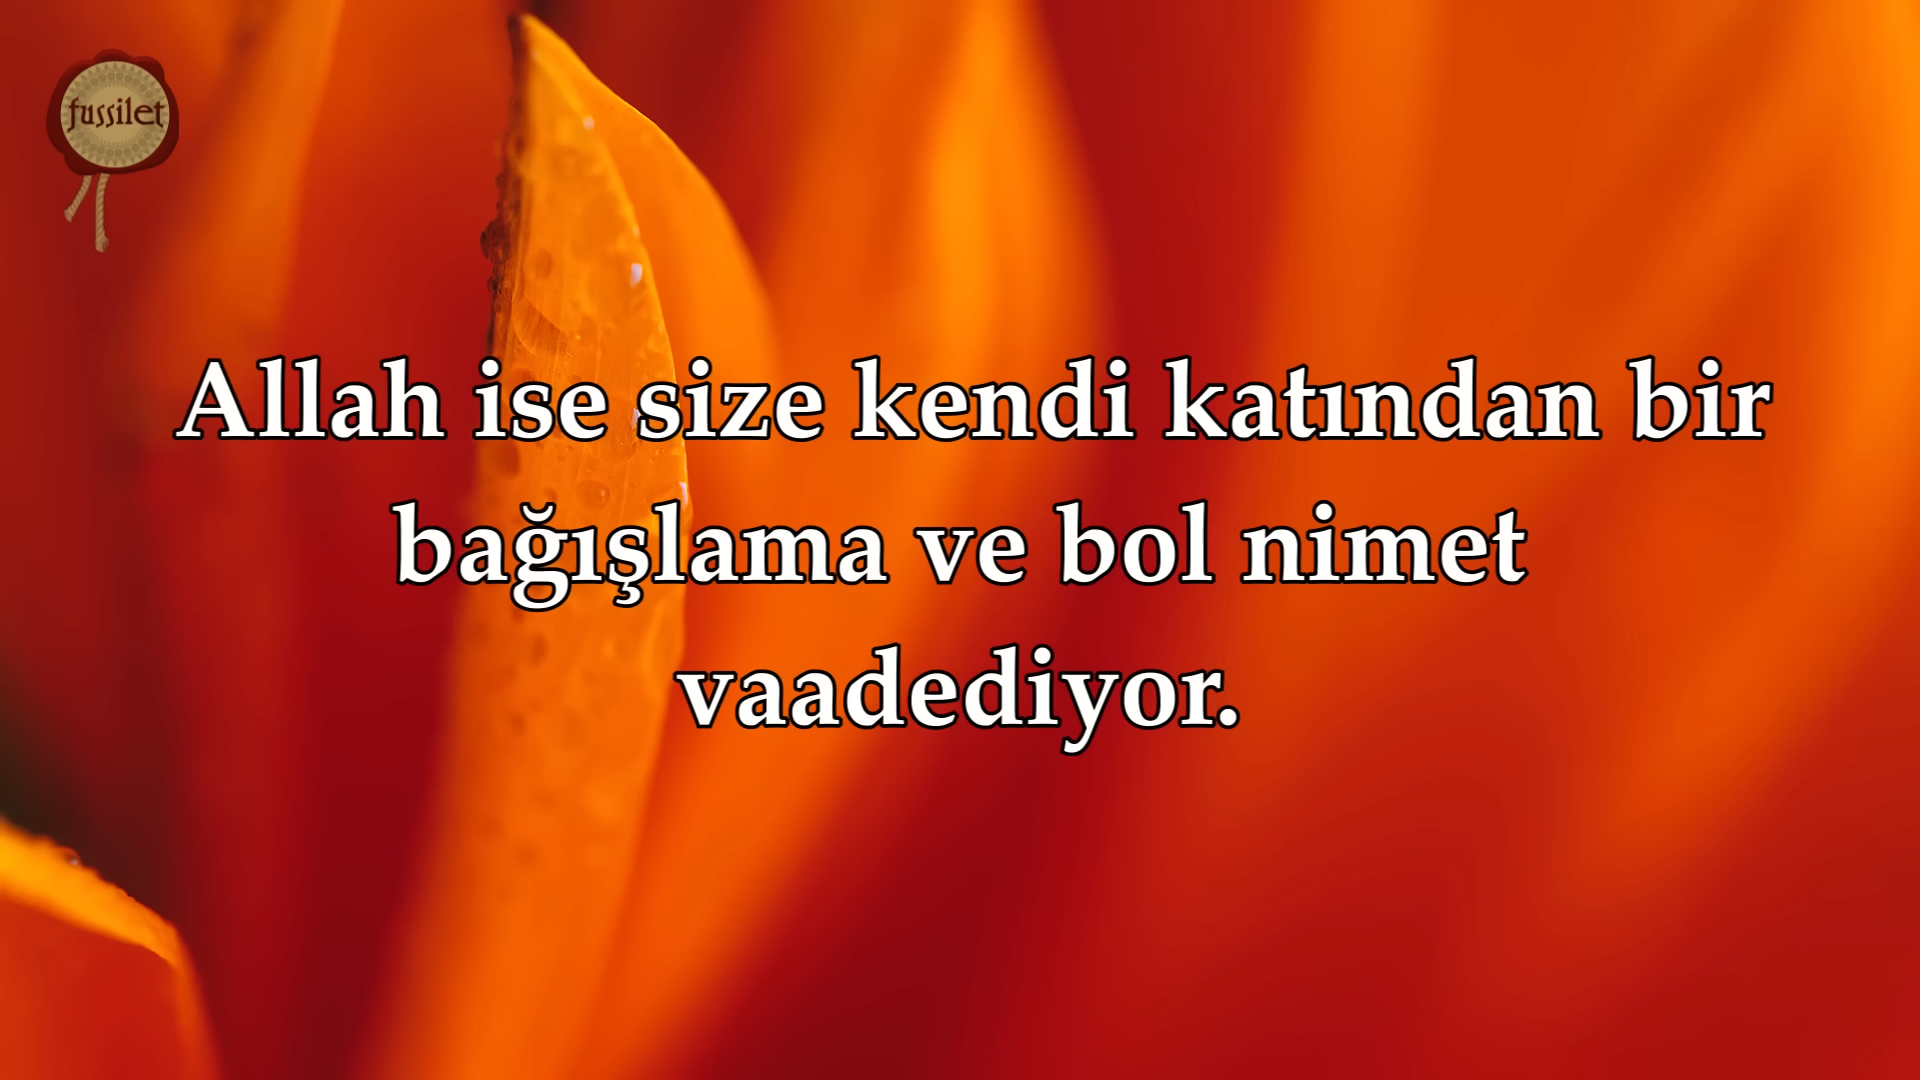 fussilet
Allah ise size kendi katından bir
bağışlama ve bol nimet
vaadediyor.